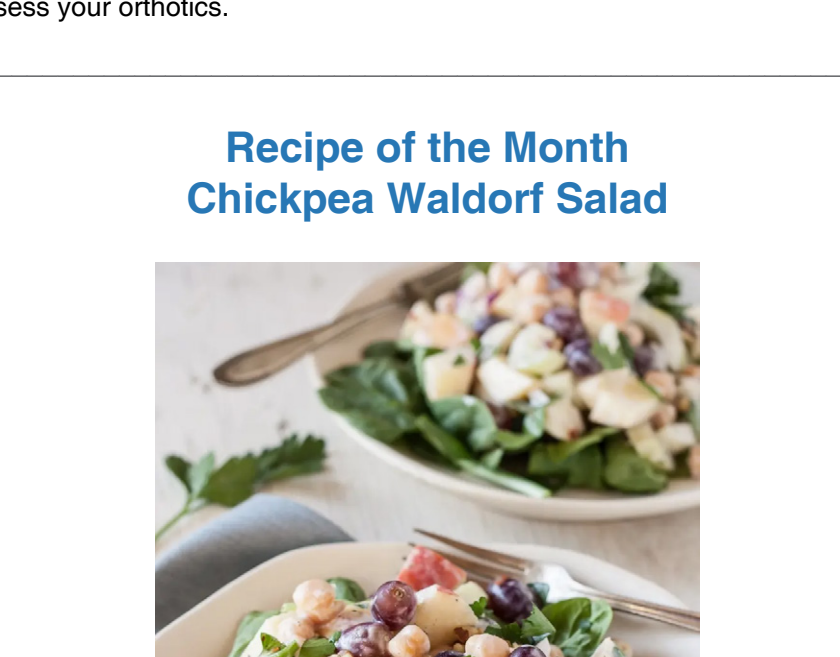 sess your orthotics.
Recipe of the Month
Chickpea Waldorf Salad